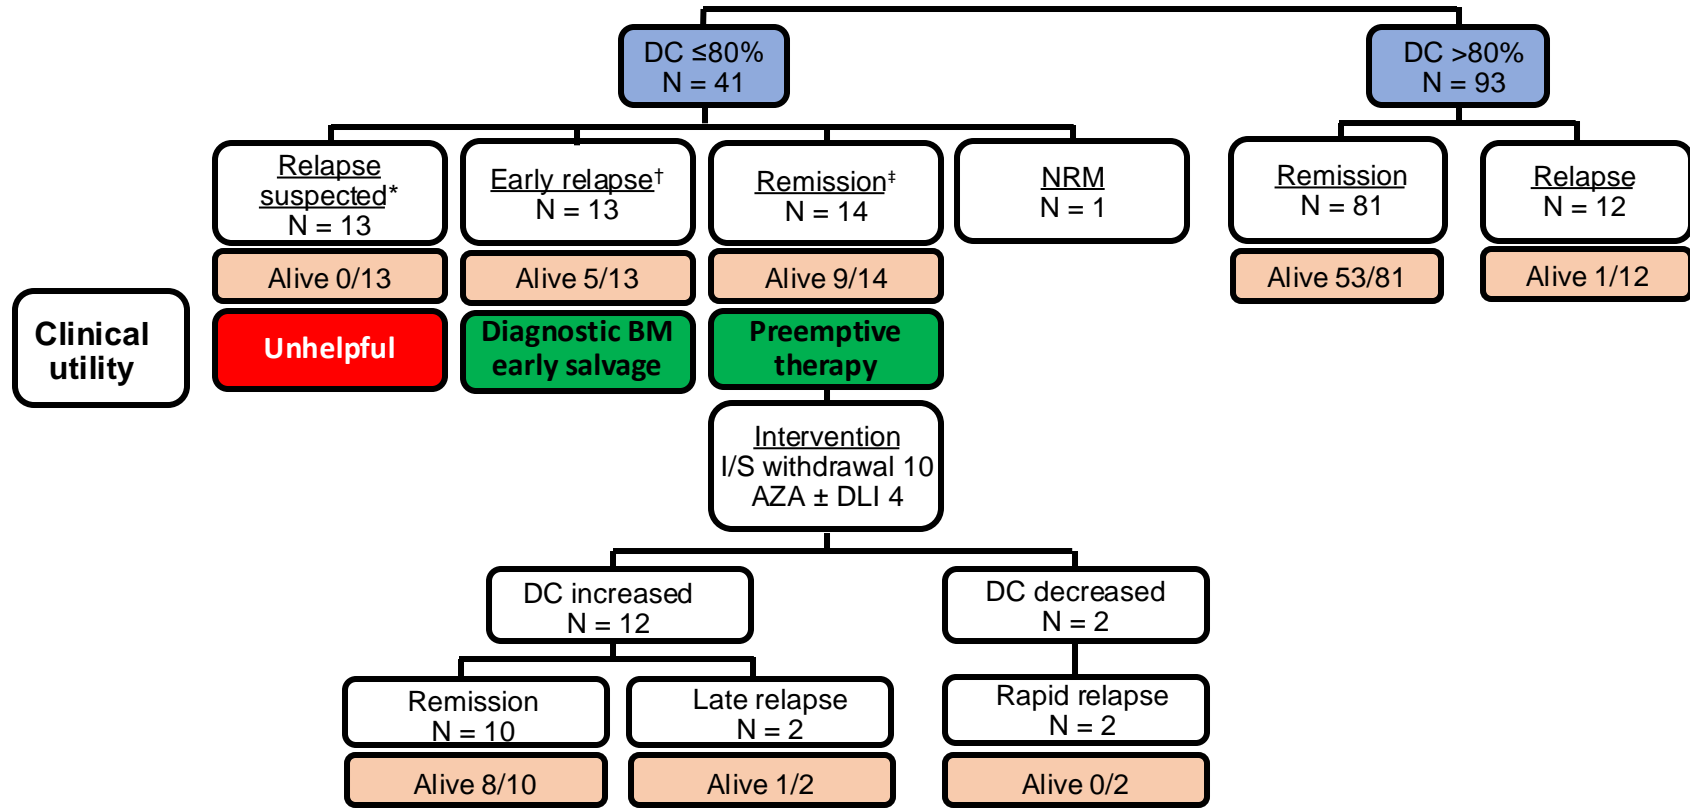 DC ≤80%
N = 41
DC >80%
N = 93
Relapse
suspected*
N = 13
Early relapse†
N = 13
Remission‡
N = 14
NRM
N = 1
Remission
N = 81
Relapse
N = 12
Alive 0/13
Alive 5/13
Alive 9/14
Alive 53/81
Alive 1/12
Clinical
utility
Unhelpful
Diagnostic BM
early salvage
Preemptive
therapy
Intervention
I/S withdrawal 10
AZA ± DLI 4
DC increased
N = 12
DC decreased
N = 2
Remission
N = 10
Late relapse
N = 2
Rapid relapse
N = 2
Alive 8/10
Alive 1/2
Alive 0/2